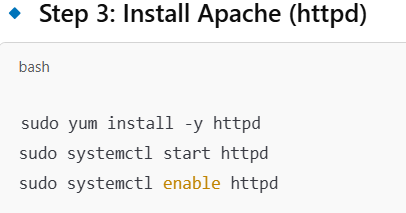 Step 3: Install Apache (httpd)
bash
sudo yum install -y httpd
sudo systemctl start httpd
sudo systemctl enable httpd